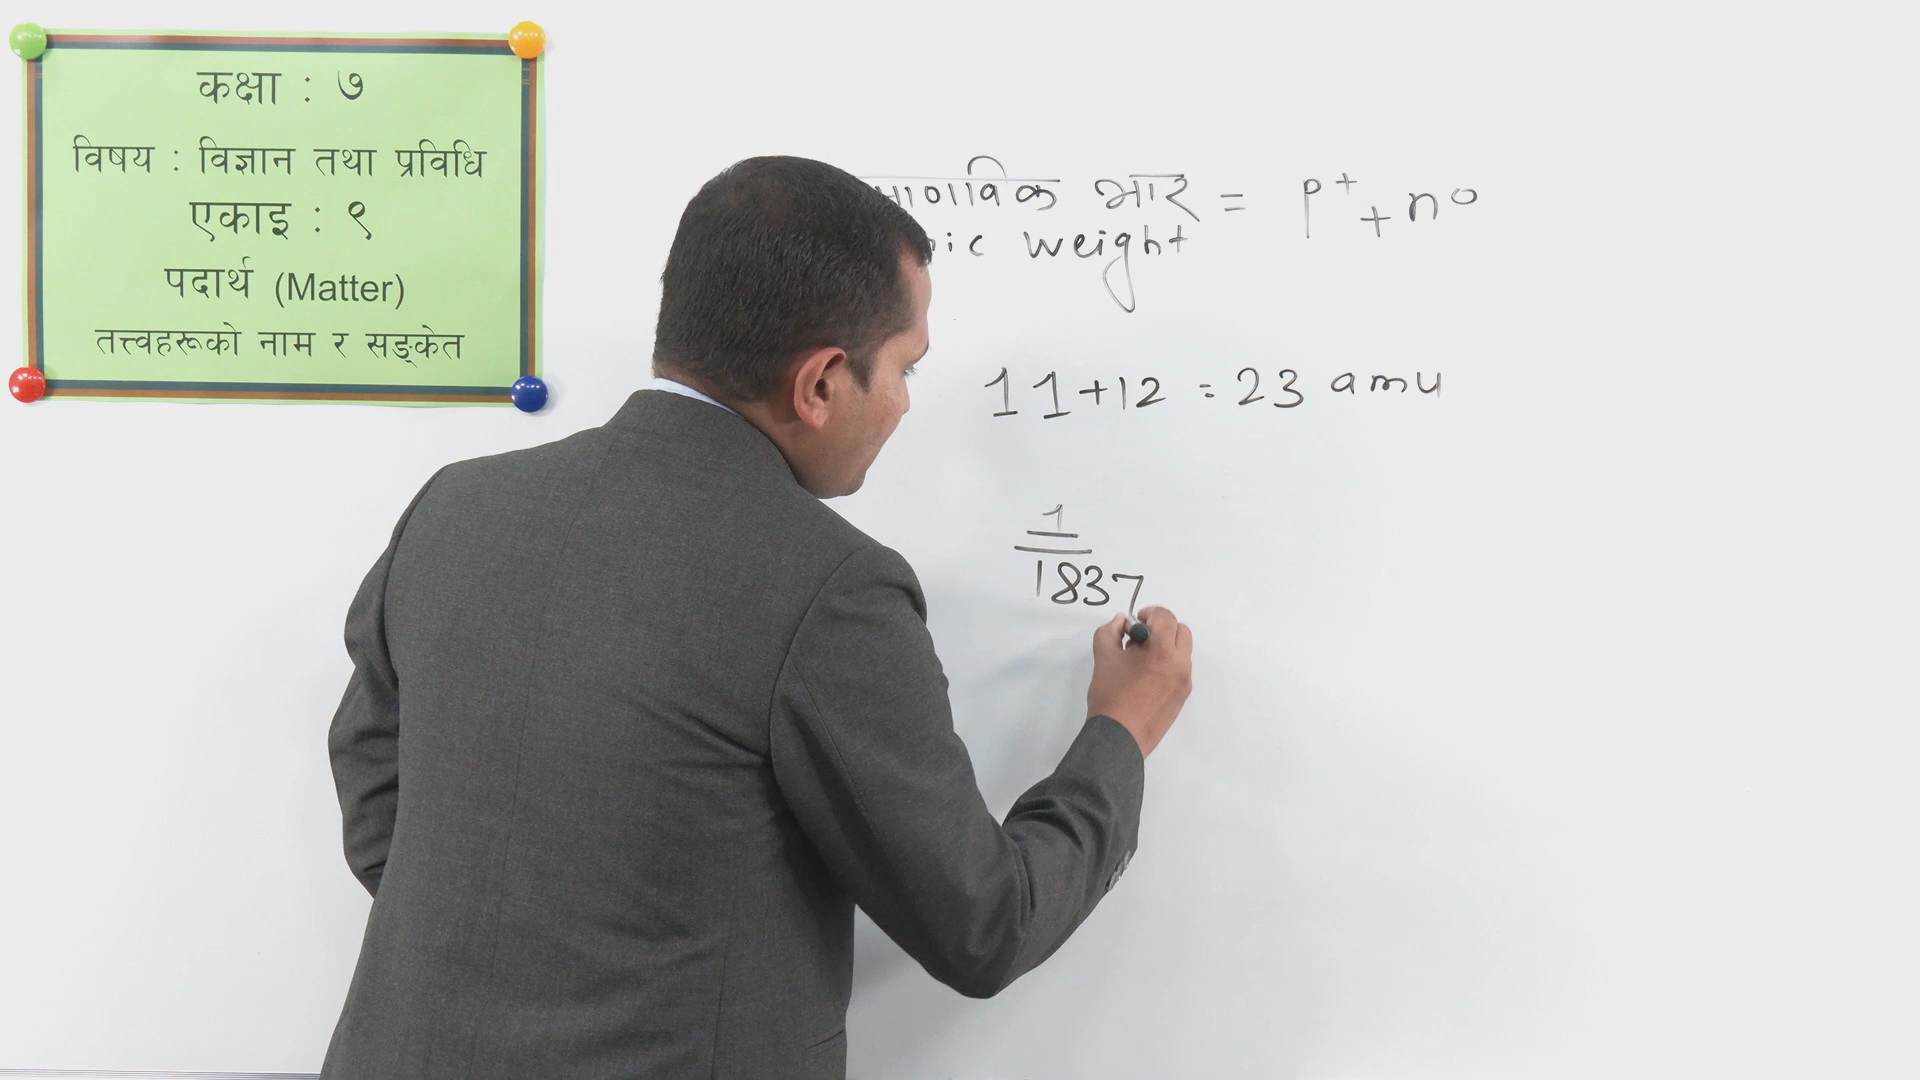 कक्षा : ७
विषय : विज्ञान तथा प्रविधि
एकाइ : ९
पदार्थ (Matter)
तत्त्वहरूको नाम र सङ्केत
भार = p⁺ + n⁰
weight
11+12 = 23 amu
1
1837